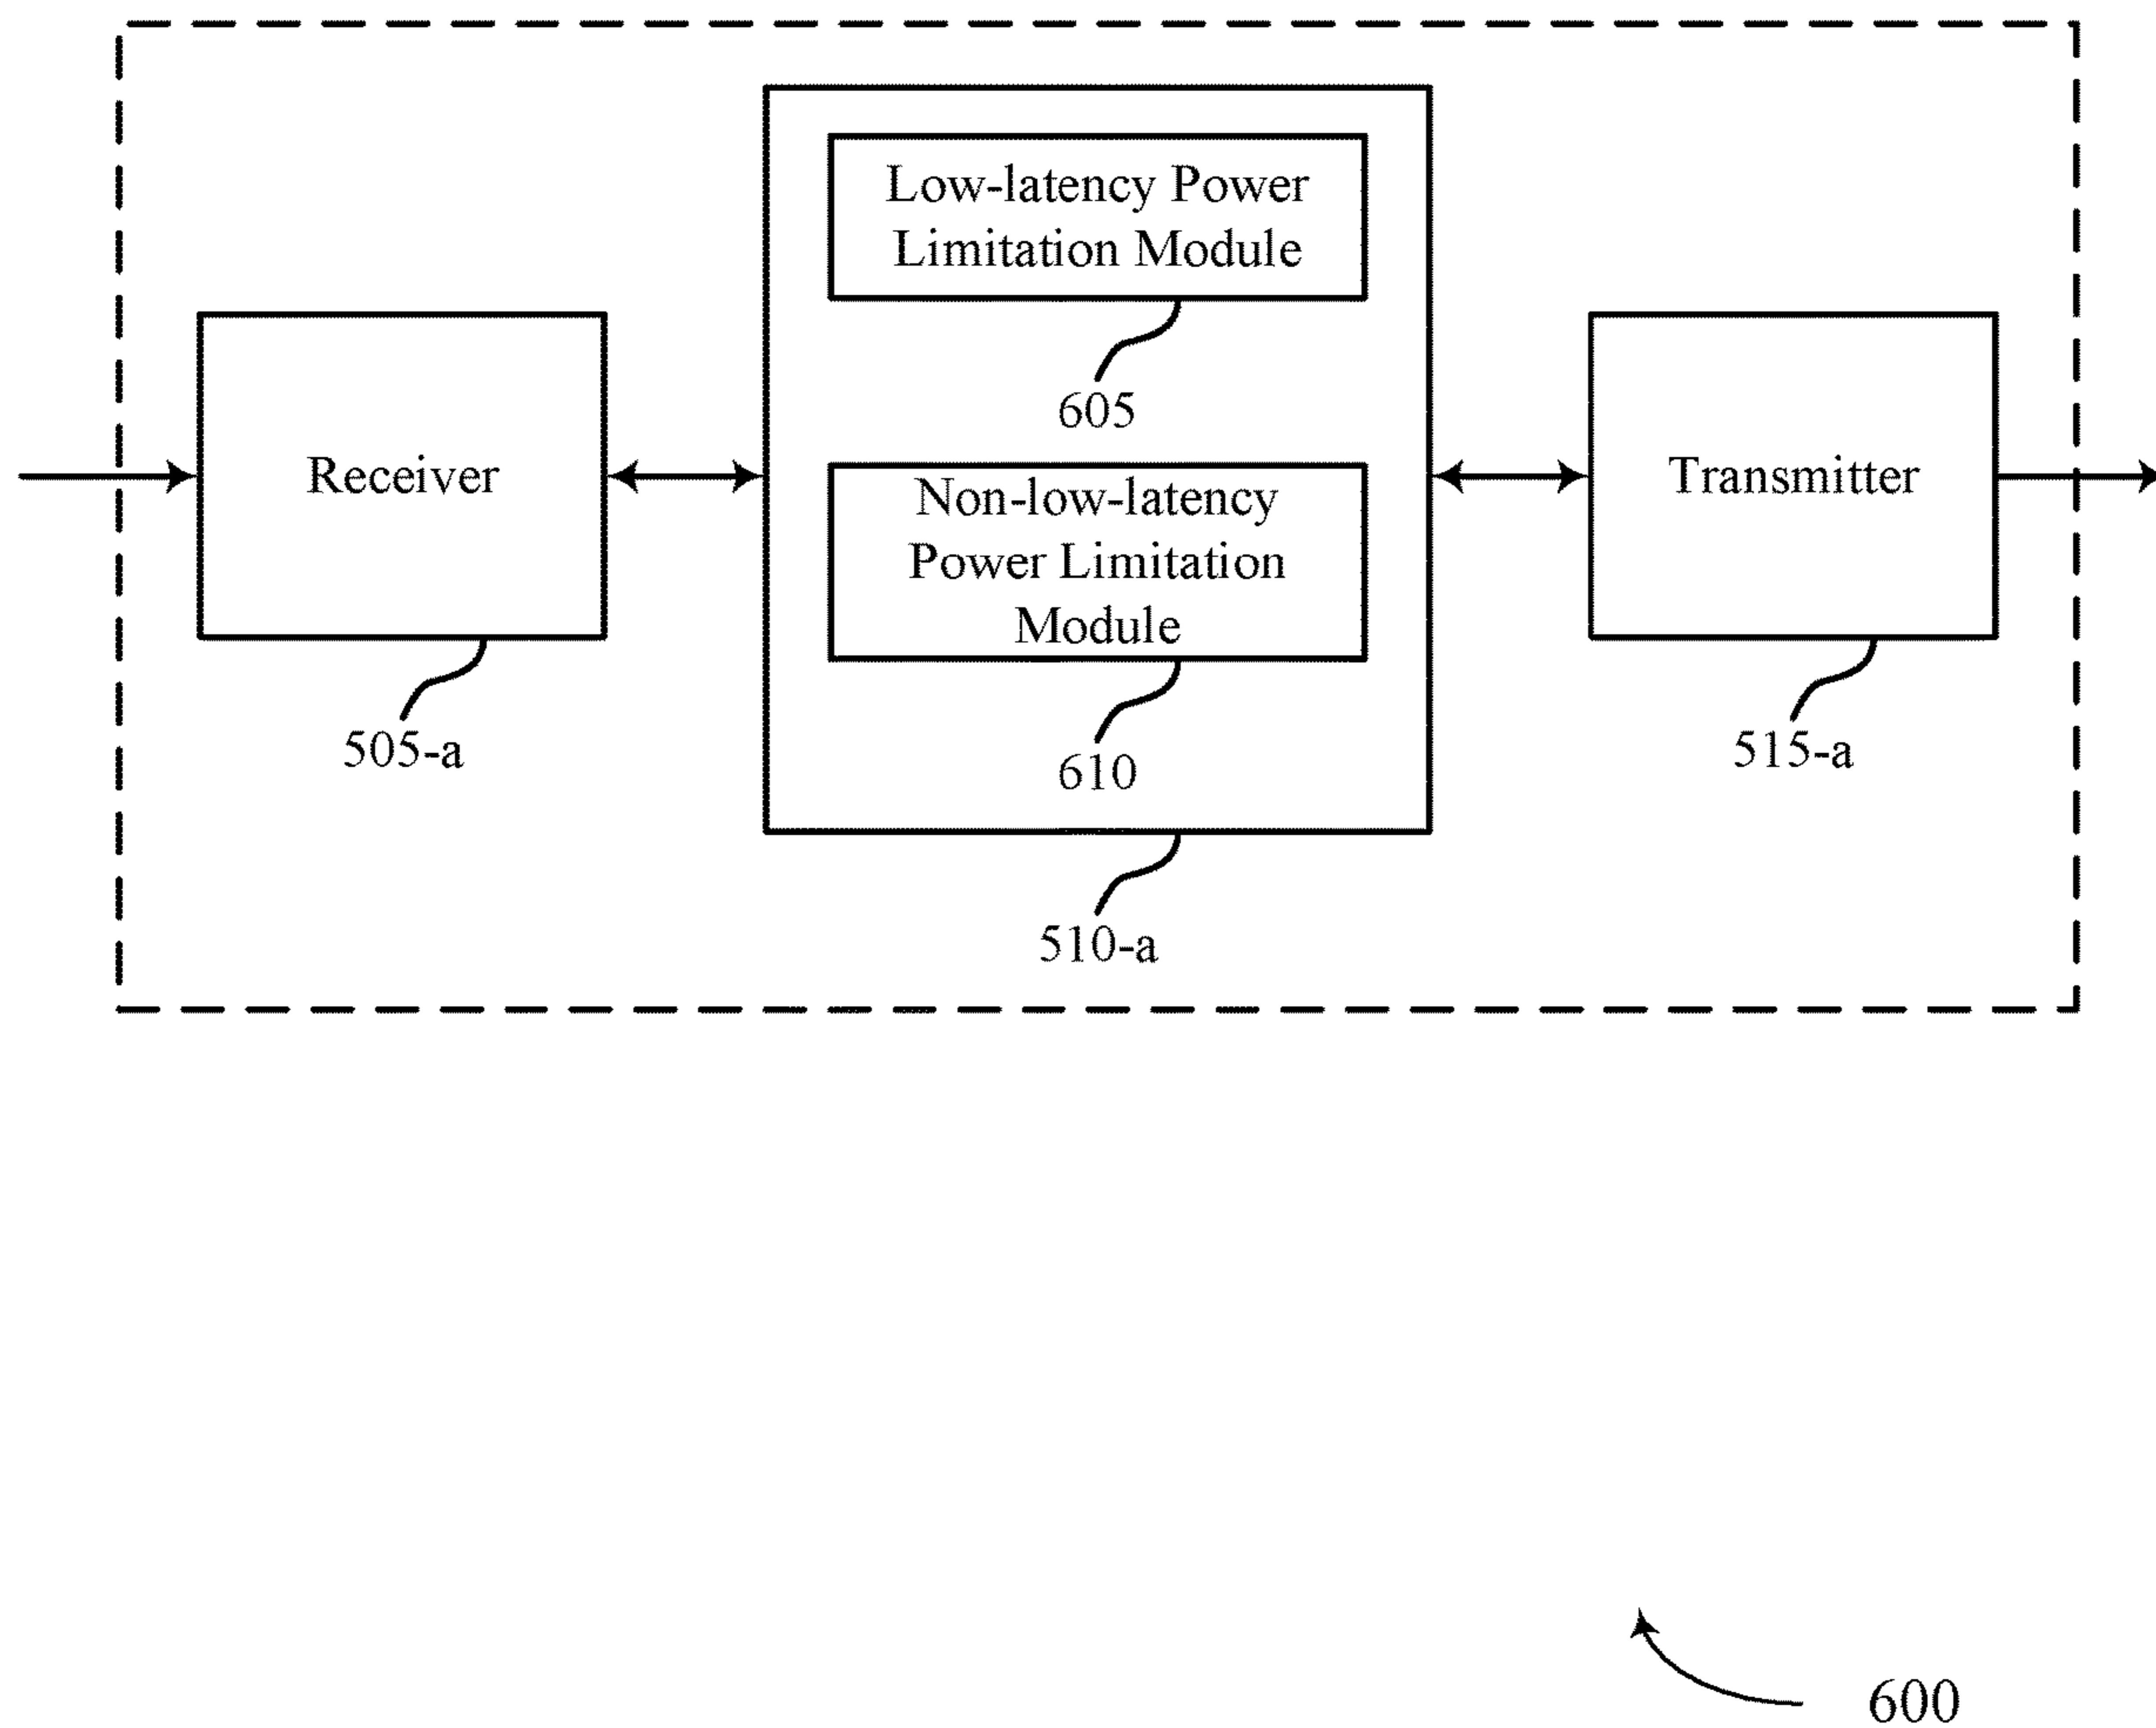 Low-latency Power
Limitation Module
605
Receiver
505-a
Non-low-latency
Power Limitation
Module
610
510-a
Transmitter
515-a
600